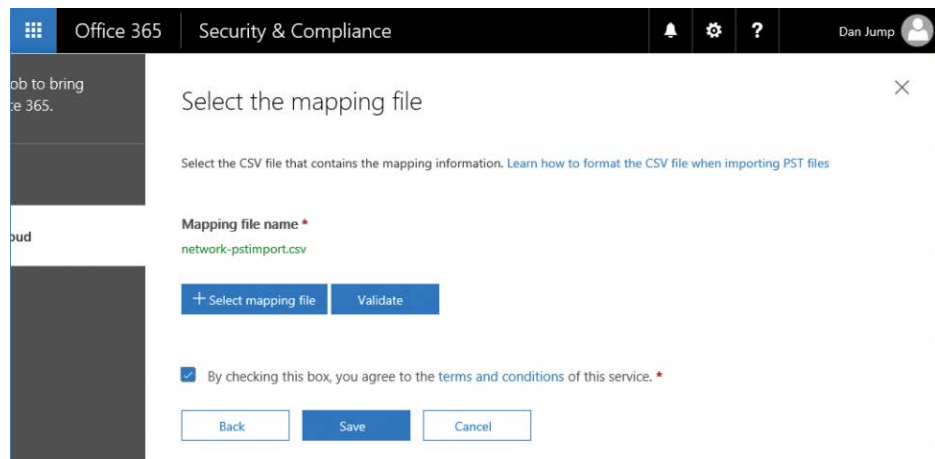 Office 365
Security & Compliance
?
Dan Jump
ob to bring
ce 365.
oud
Select the mapping file
Select the CSV file that contains the mapping information. Learn how to format the CSV file when importing PST files
Mapping file name *
network-pstimport.csv
+ Select mapping file
Validate
By checking this box, you agree to the terms and conditions of this service. *
Back
Save
Cancel